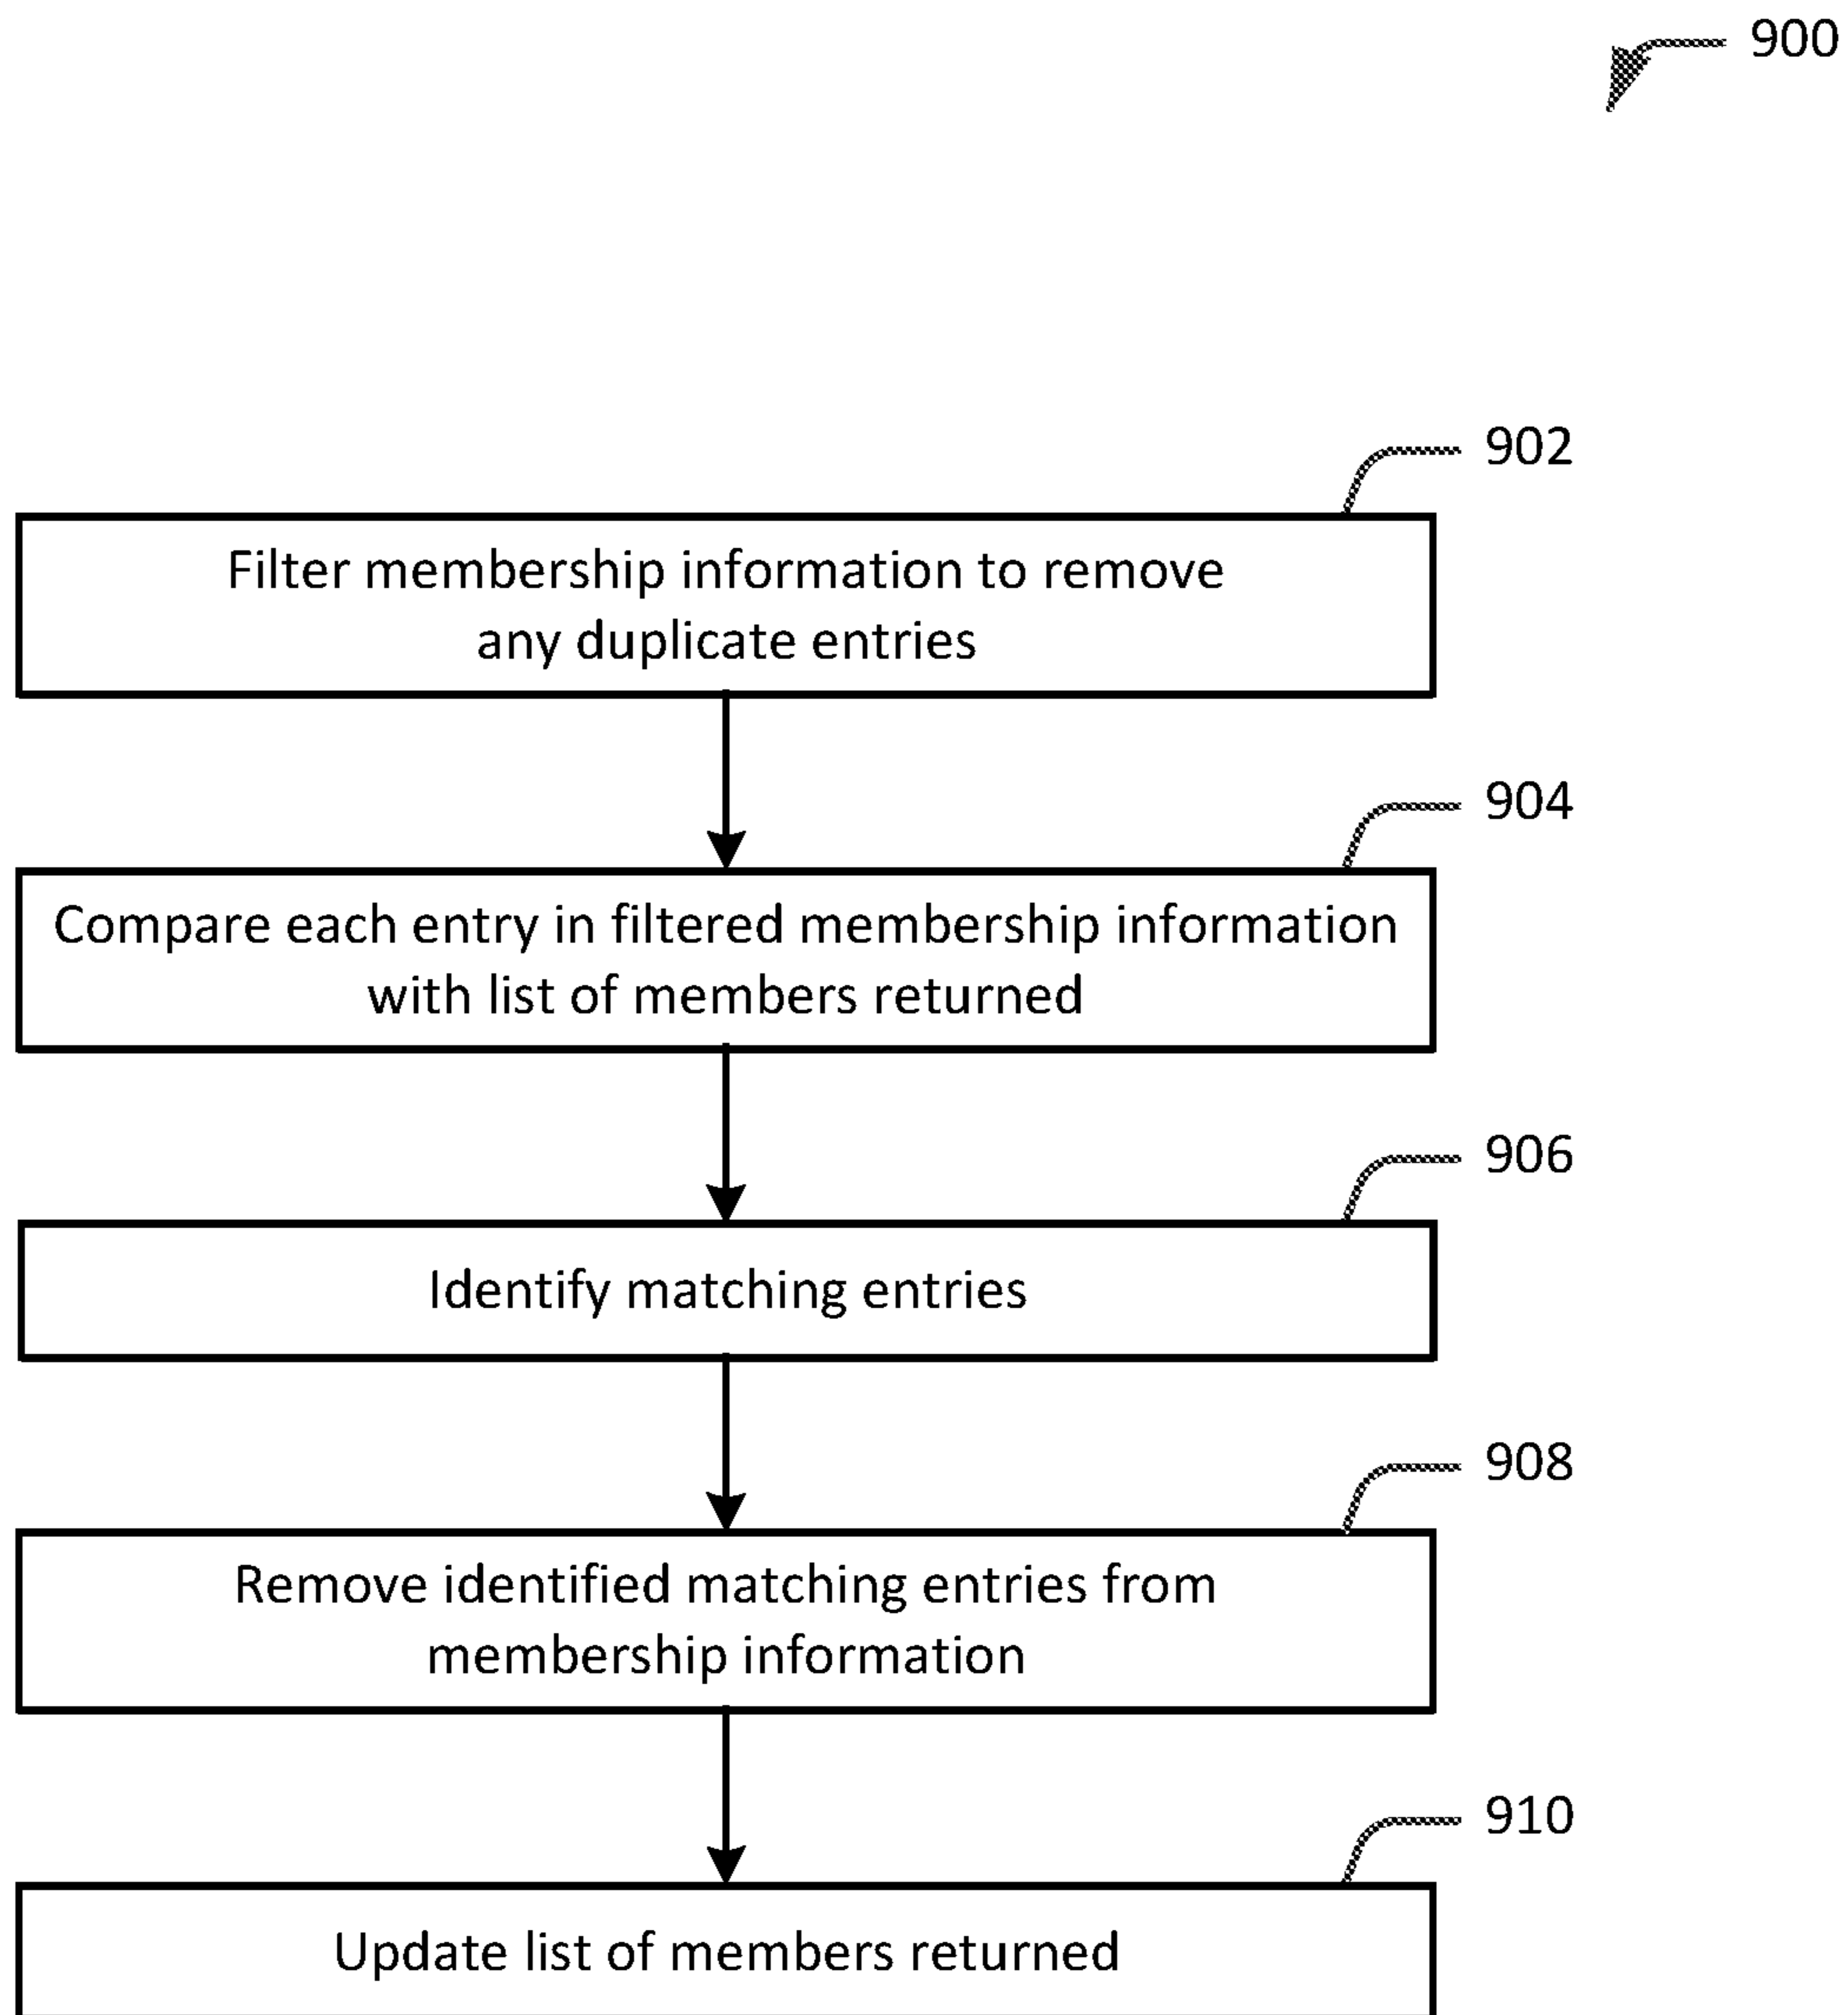 900
902
Filter membership information to remove
any duplicate entries
904
Compare each entry in filtered membership information
with list of members returned
906
Identify matching entries
908
Remove identified matching entries from
membership information
910
Update list of members returned